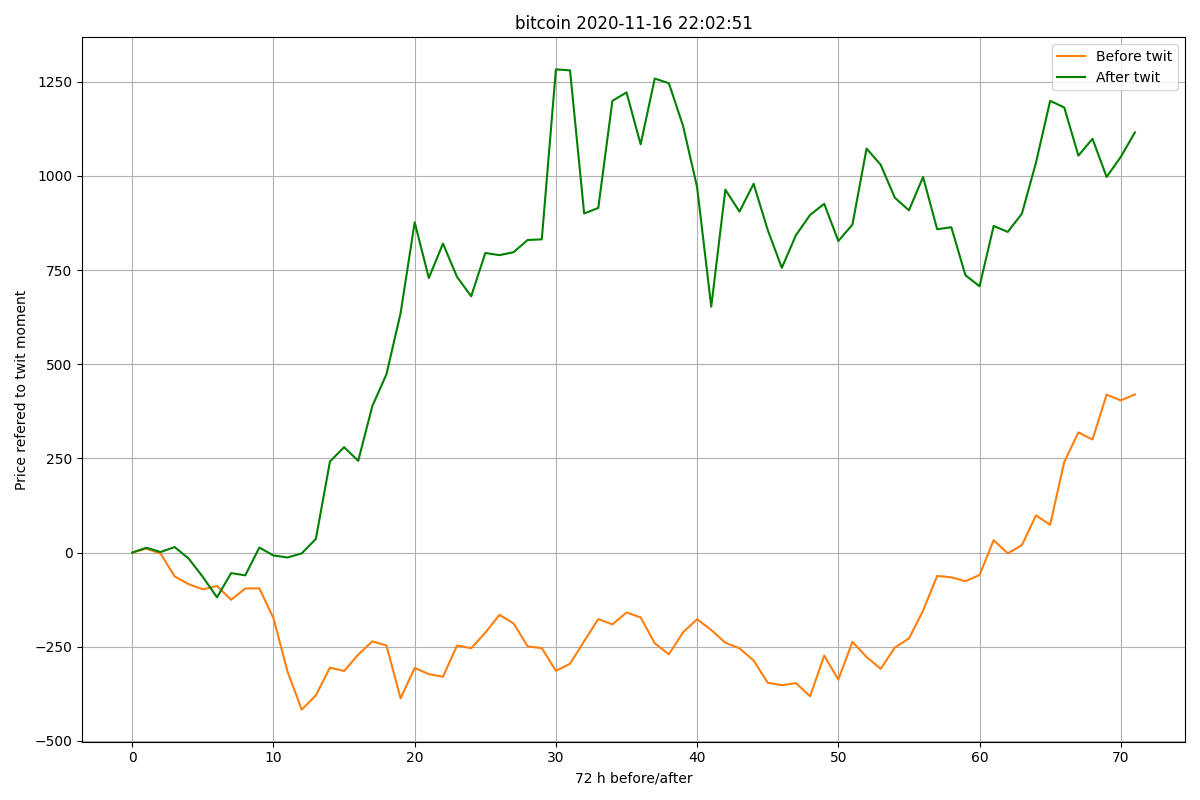 bitcoin 2020-11-16 22:02:51
Before twit
After twit
Price refered to twit moment
1250
1000
750
500
250
0
−250
−500
0 10 20 30 40 50 60 70
72 h before/after